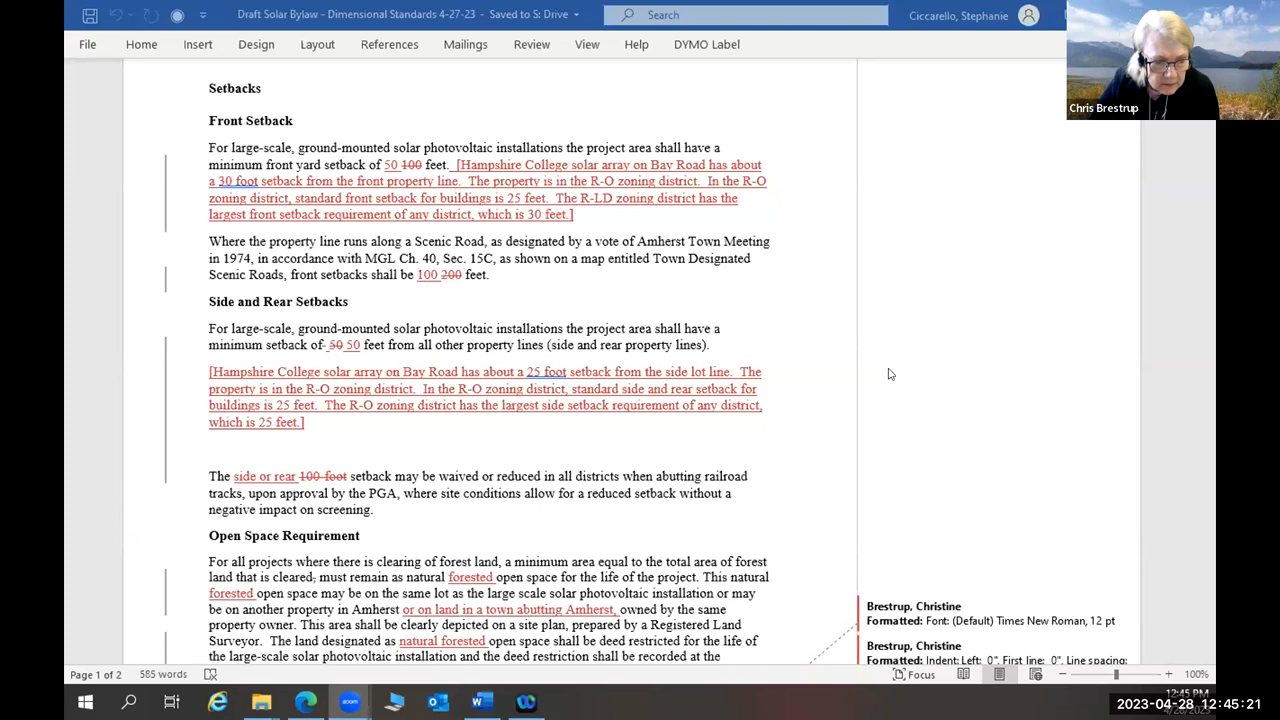 Draft Solar Bylaw - Dimensional Standards 4-27-23 - Saved to S: Drive
Search
Ciccarello, Stephanie
File Home Insert Design Layout References Mailings Review View Help DYMO Label
Chris Brestrup
Setbacks
Front Setback
For large-scale, ground-mounted solar photovoltaic installations the project area shall have a
minimum front yard setback of 50 100 feet. [Hampshire College solar array on Bay Road has about
a 30 foot setback from the front property line. The property is in the R-O zoning district. In the R-O
zoning district, standard front setback for buildings is 25 feet. The R-LD zoning district has the
largest front setback requirement of any district, which is 30 feet.]
Where the property line runs along a Scenic Road, as designated by a vote of Amherst Town Meeting
in 1974, in accordance with MGL Ch. 40, Sec. 15C, as shown on a map entitled Town Designated
Scenic Roads, front setbacks shall be 100 200 feet.
Side and Rear Setbacks
For large-scale, ground-mounted solar photovoltaic installations the project area shall have a
minimum setback of 50 50 feet from all other property lines (side and rear property lines).
[Hampshire College solar array on Bay Road has about a 25 foot setback from the side lot line. The
property is in the R-O zoning district. In the R-O zoning district, standard side and rear setback for
buildings is 25 feet. The R-O zoning district has the largest side setback requirement of any district,
which is 25 feet.]
The side or rear 100-foot setback may be waived or reduced in all districts when abutting railroad
tracks, upon approval by the PGA, where site conditions allow for a reduced setback without a
negative impact on screening.
Open Space Requirement
For all projects where there is clearing of forest land, a minimum area equal to the total area of forest
land that is cleared, must remain as natural forested open space for the life of the project. This natural
forested open space may be on the same lot as the large scale solar photovoltaic installation or may
be on another property in Amherst or on land in a town abutting Amherst, owned by the same
property owner. This area shall be clearly depicted on a site plan, prepared by a Registered Land
Surveyor. The land designated as natural forested open space shall be deed restricted for the life of
the large-scale solar photovoltaic installation and the deed restriction shall be recorded at the
Brestrup, Christine
Formatted: Font: (Default) Times New Roman, 12 pt
Brestrup, Christine
Formatted: Indent: Left: 0", First line: 0", Line spacing:
Page 1 of 2 585 words Focus 100%
12:45 PM
2023-04-28 12:45:21